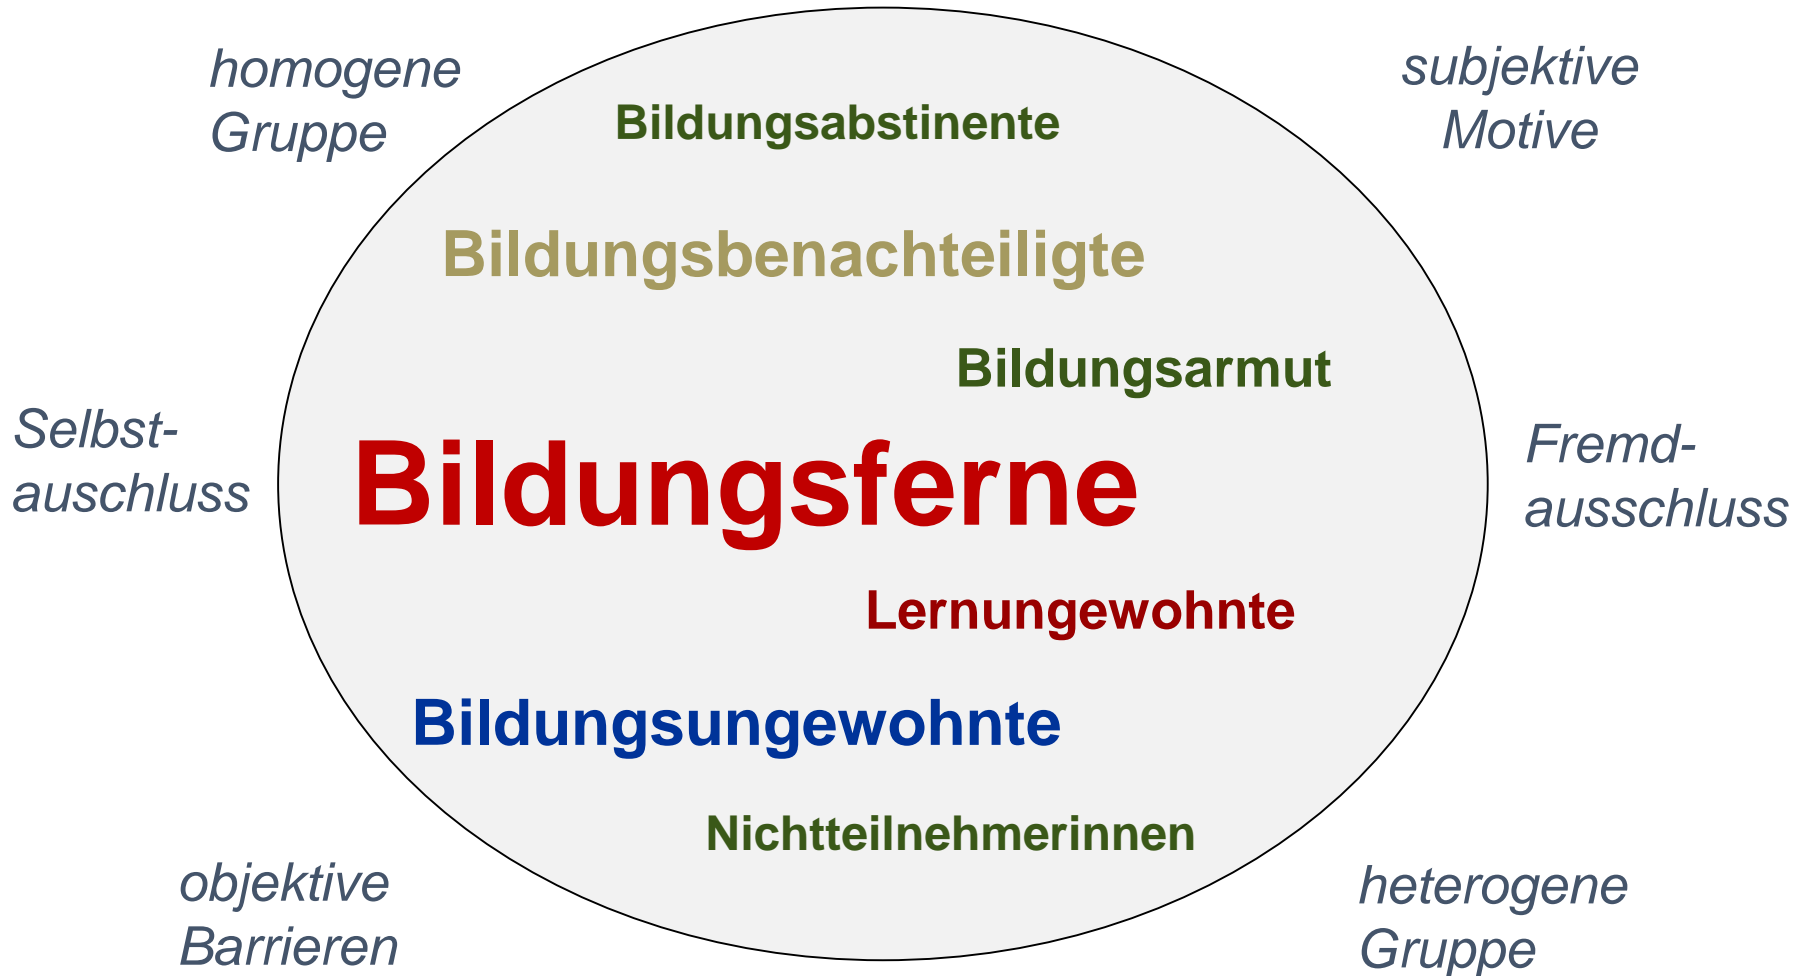 homogene
Gruppe
subjektive
Motive
Bildungsabstinente
Bildungsbenachteiligte
Bildungsarmut
Selbst-
auschluss
Bildungsferne
Fremd-
ausschluss
Lernungewohnte
Bildungsungewohnte
Nichtteilnehmerinnen
objektive
Barrieren
heterogene
Gruppe